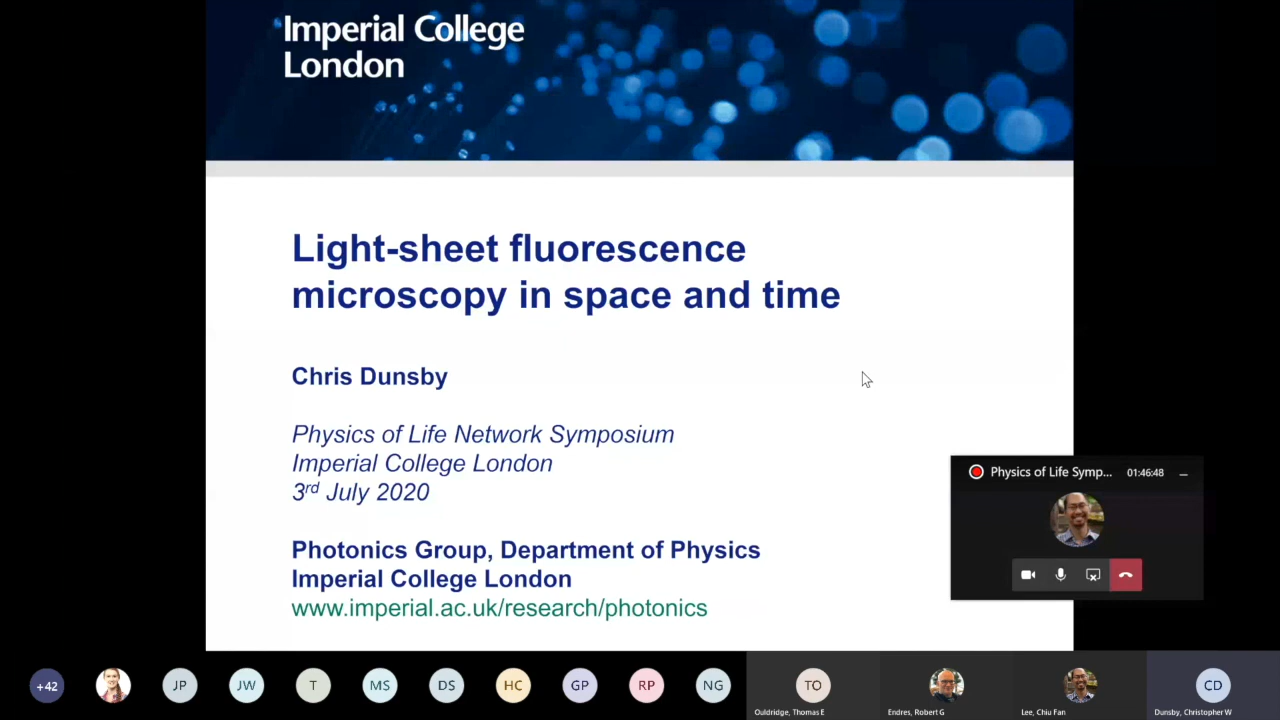 Imperial College
London
Light-sheet fluorescence
microscopy in space and time
Chris Dunsby
Physics of Life Network Symposium
Imperial College London
3rd July 2020
Photonics Group, Department of Physics
Imperial College London
www.imperial.ac.uk/research/photonics
Physics of Life Symp... 01:46:48
+42 JP JW T MS DS HC GP RP NG TO CD
Ouldridge, Thomas E Endres, Robert G Lee, Chiu Fan Dunsby, Christopher W